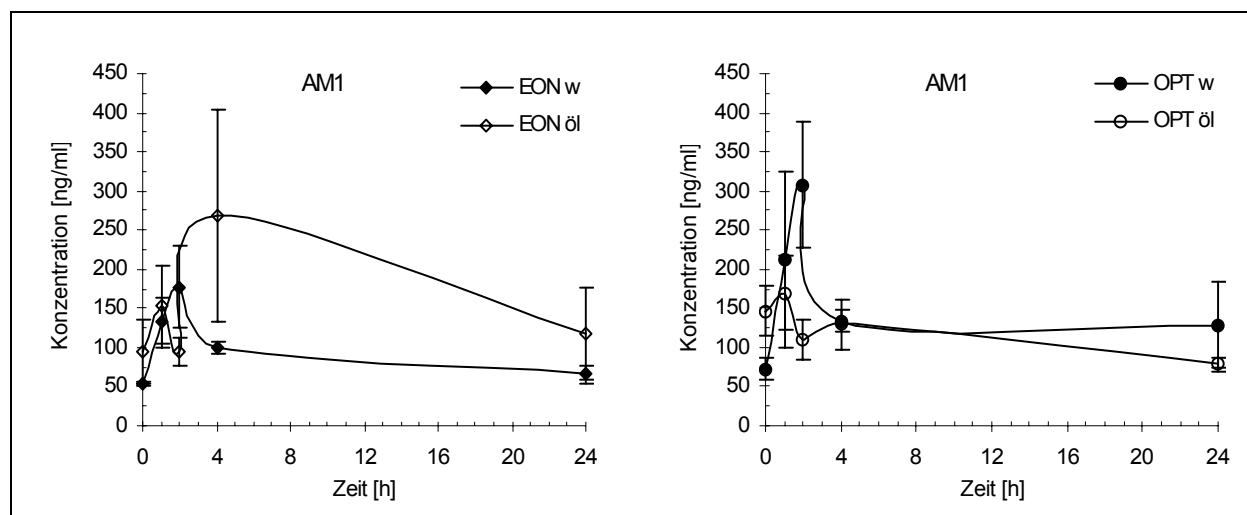 AM1
EON w
EON öl
Konzentration [ng/ml]
450
400
350
300
250
200
150
100
50
0
0 4 8 12 16 20 24
Zeit [h]
AM1
OPT w
OPT öl
Konzentration [ng/ml]
450
400
350
300
250
200
150
100
50
0
0 4 8 12 16 20 24
Zeit [h]